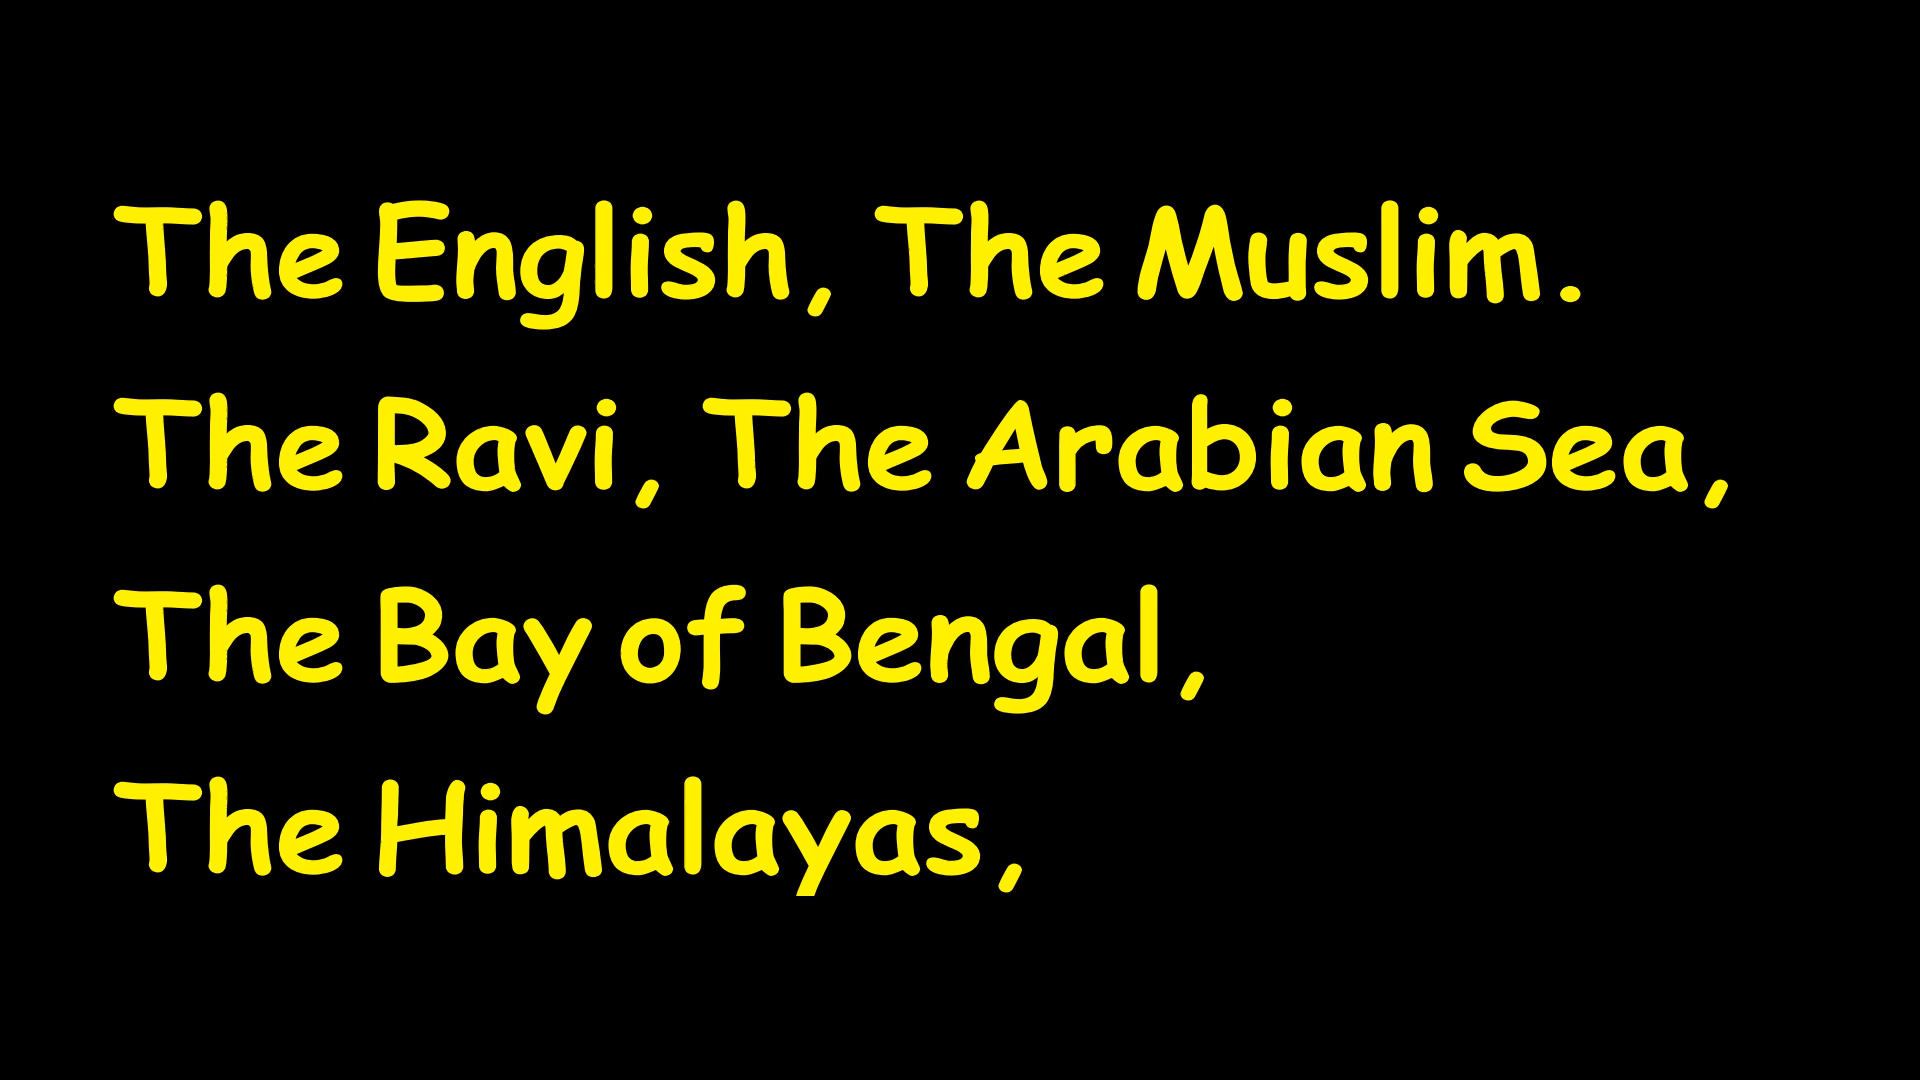 The English, The Muslim.
The Ravi, The Arabian Sea,
The Bay of Bengal,
The Himalayas,